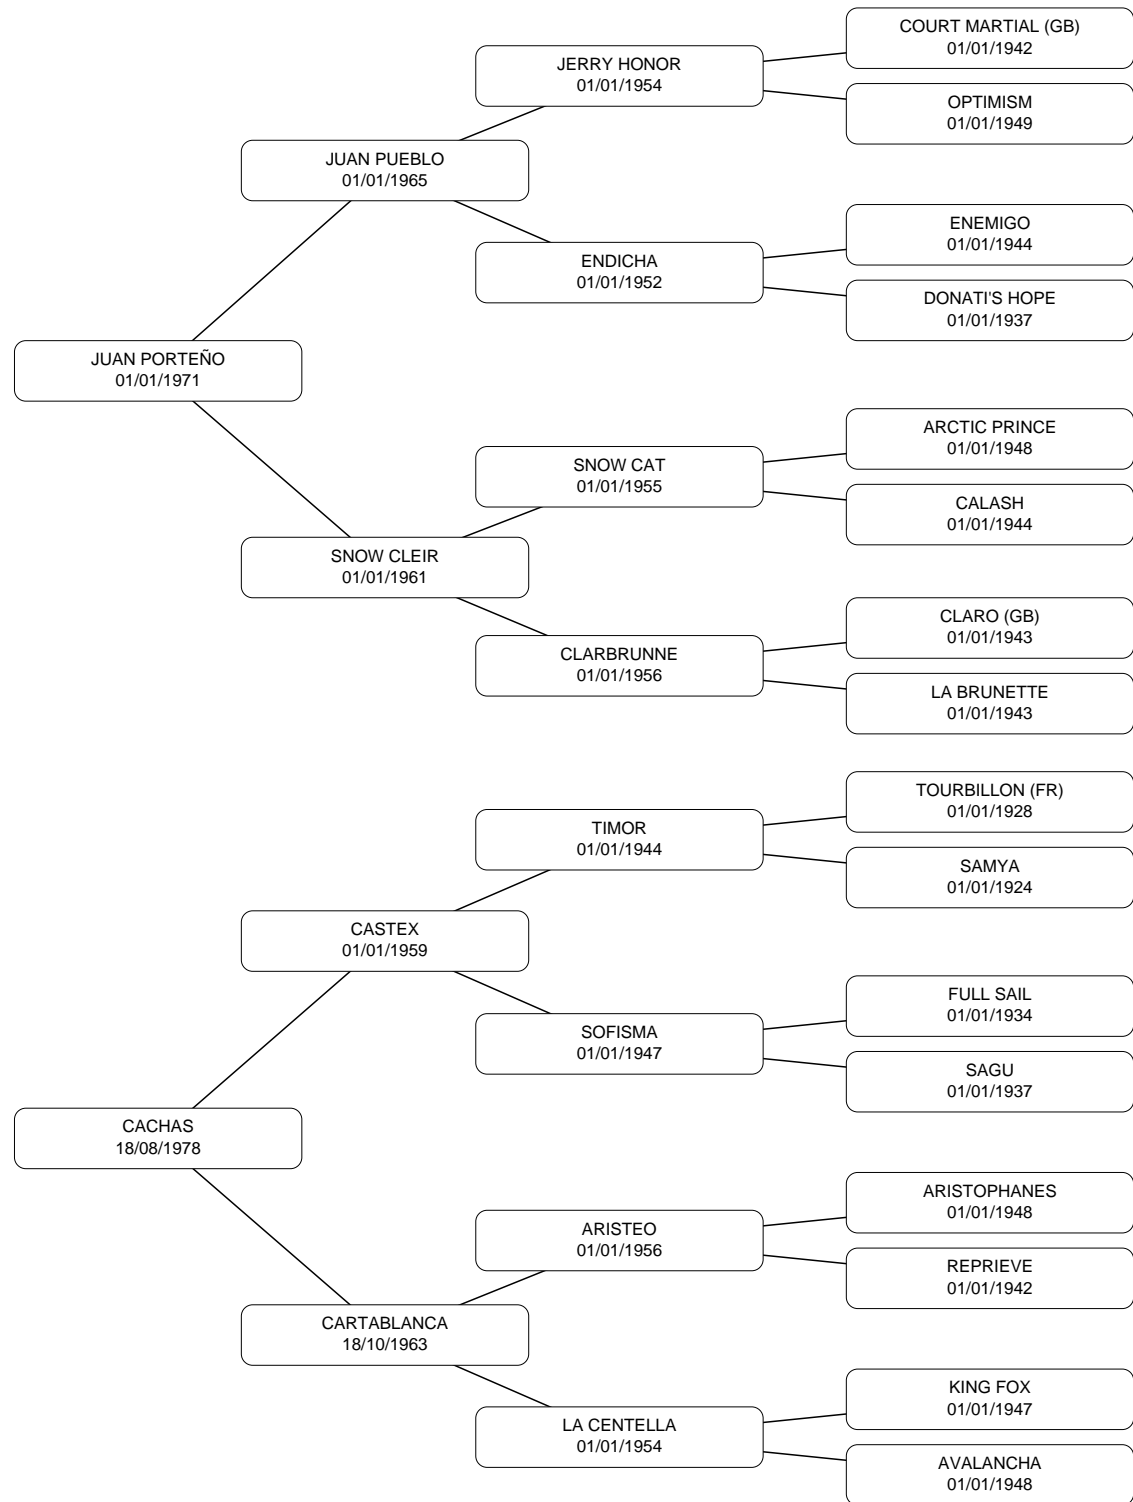 COURT MARTIAL (GB)
01/01/1942
JERRY HONOR
01/01/1954
OPTIMISM
01/01/1949
JUAN PUEBLO
01/01/1965
ENEMIGO
01/01/1944
ENDICHA
01/01/1952
DONATI'S HOPE
01/01/1937
JUAN PORTEÑO
01/01/1971
ARCTIC PRINCE
01/01/1948
SNOW CAT
01/01/1955
CALASH
01/01/1944
SNOW CLEIR
01/01/1961
CLARO (GB)
01/01/1943
CLARBRUNNE
01/01/1956
LA BRUNETTE
01/01/1943
TOURBILLON (FR)
01/01/1928
TIMOR
01/01/1944
SAMYA
01/01/1924
CASTEX
01/01/1959
FULL SAIL
01/01/1934
SOFISMA
01/01/1947
SAGU
01/01/1937
CACHAS
18/08/1978
ARISTOPHANES
01/01/1948
ARISTEO
01/01/1956
REPRIEVE
01/01/1942
CARTABLANCA
18/10/1963
KING FOX
01/01/1947
LA CENTELLA
01/01/1954
AVALANCHA
01/01/1948